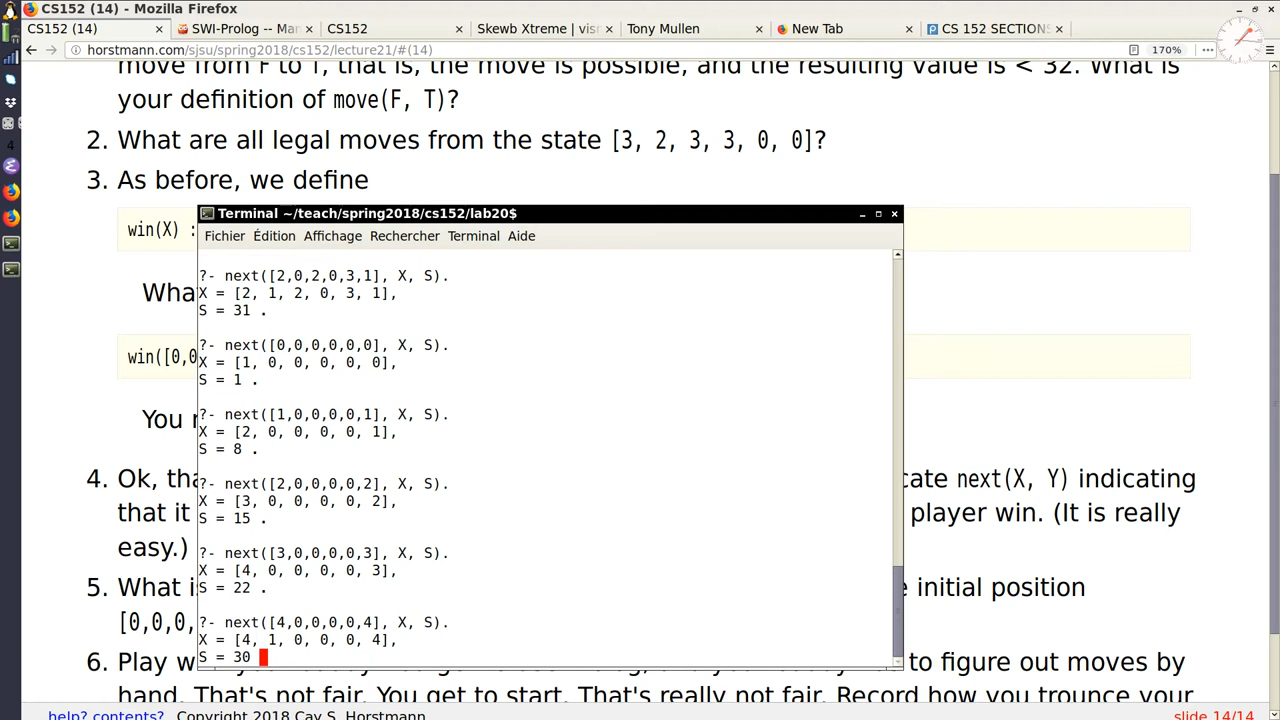 CS152 (14) - Mozilla Firefox
CS152 (14)
SWI-Prolog -- Man
CS152
Skewb Xtreme | visn
Tony Mullen
New Tab
CS 152 SECTIONS
horstmann.com/sjsu/spring2018/cs152/lecture21/#(14)
170%
move from F to T, that is, the move is possible, and the resulting value is < 32. What is
your definition of move(F, T)?
2. What are all legal moves from the state [3, 2, 3, 3, 0, 0]?
3. As before, we define
win(X) :
What
win([0,0
You
4. Ok, tha
cate next(X, Y) indicating
that it
player win. (It is really
easy.)
5. What is
e initial position
[0,0,0,
6. Play w
to figure out moves by
hand. That's not fair. You get to start. That's really not fair. Record how you trounce your
Terminal ~/teach/spring2018/cs152/lab20$
Fichier Édition Affichage Rechercher Terminal Aide
?- next([2,0,2,0,3,1], X, S).
X = [2, 1, 2, 0, 3, 1],
S = 31 .
?- next([0,0,0,0,0,0], X, S).
X = [1, 0, 0, 0, 0, 0],
S = 1 .
?- next([1,0,0,0,0,1], X, S).
X = [2, 0, 0, 0, 0, 1],
S = 8 .
?- next([2,0,0,0,0,2], X, S).
X = [3, 0, 0, 0, 0, 2],
S = 15 .
?- next([3,0,0,0,0,3], X, S).
X = [4, 0, 0, 0, 0, 3],
S = 22 .
?- next([4,0,0,0,0,4], X, S).
X = [4, 1, 0, 0, 0, 4],
S = 30
help? contents? Copyright 2018 Cay S. Horstmann
slide 14/14
4